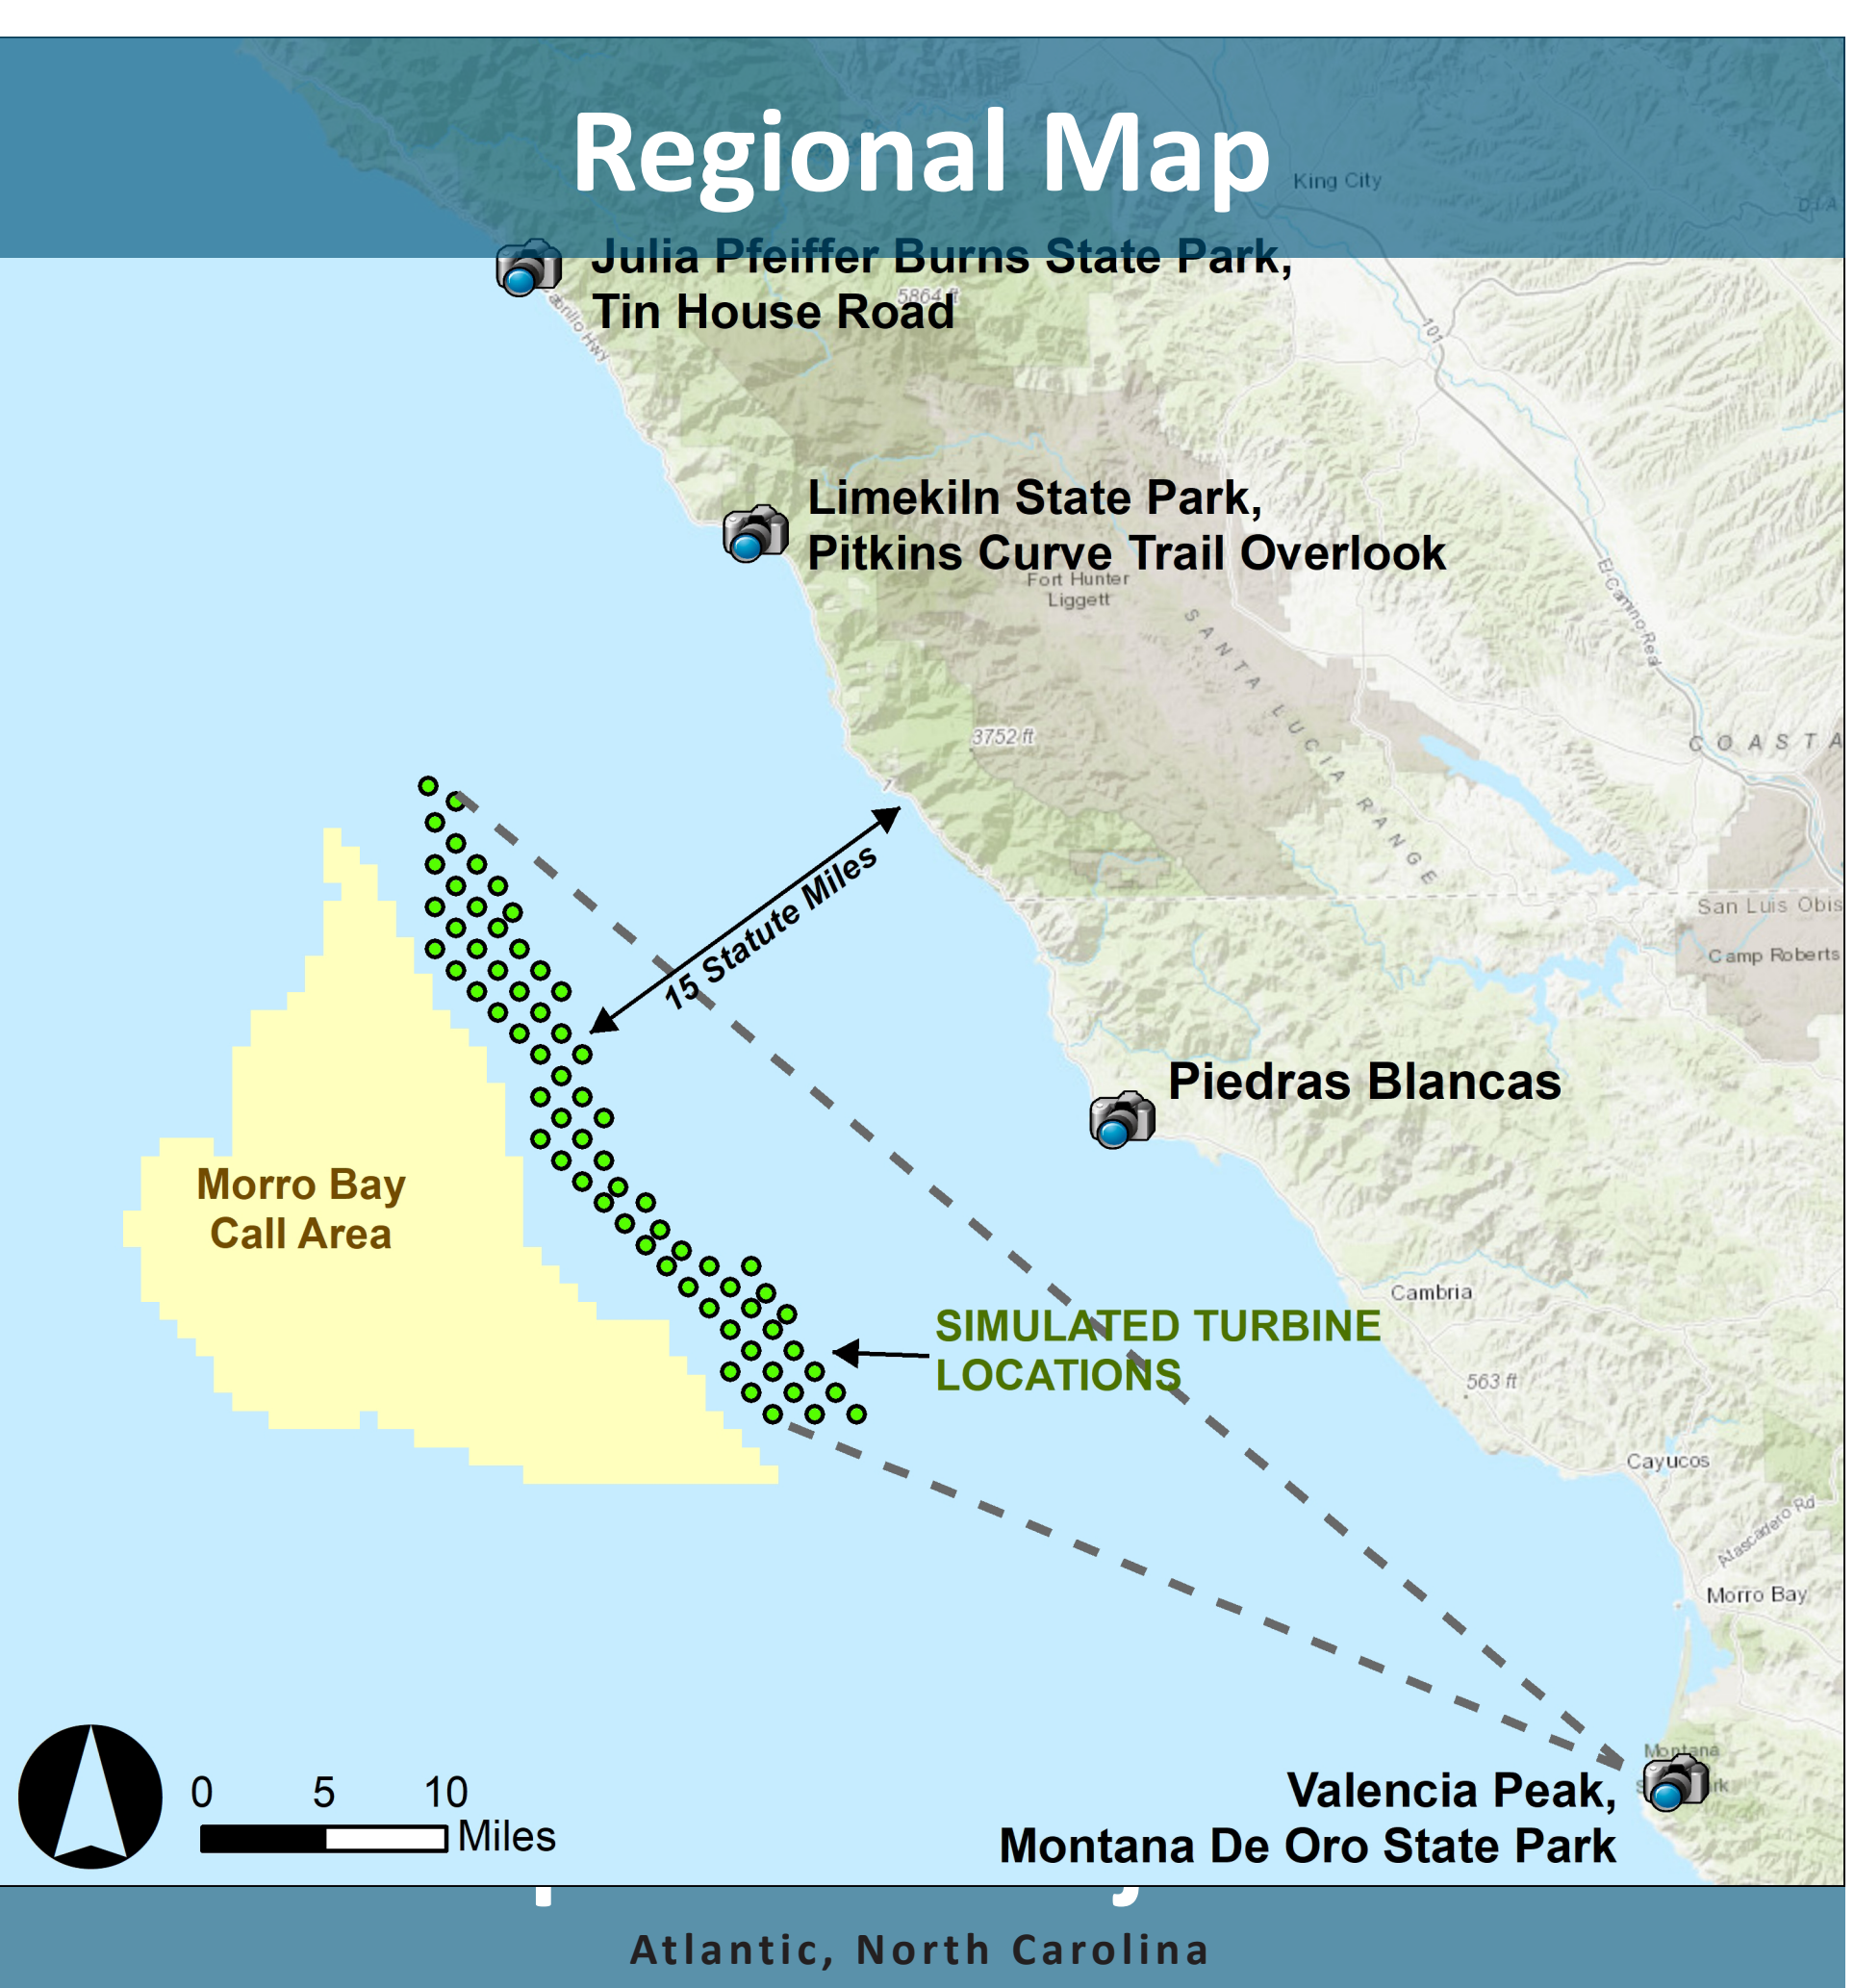 Regional Map
King City
Julia Pfeiffer Burns State Park,
Tin House Road
5864 ft
101
Limekiln State Park,
Pitkins Curve Trail Overlook
Fort Hunter
Liggett
El Camino Real
SANTA LUCIA RANGE
3752 ft
COASTA
1
15 Statute Miles
San Luis Obis
Camp Roberts
Piedras Blancas
Morro Bay
Call Area
Cambria
SIMULATED TURBINE
LOCATIONS
563 ft
Cayucos
Atascadero Rd
Morro Bay
Montana
Valencia Peak,
Montana De Oro State Park
0 5 10
Miles
Atlantic, North Carolina